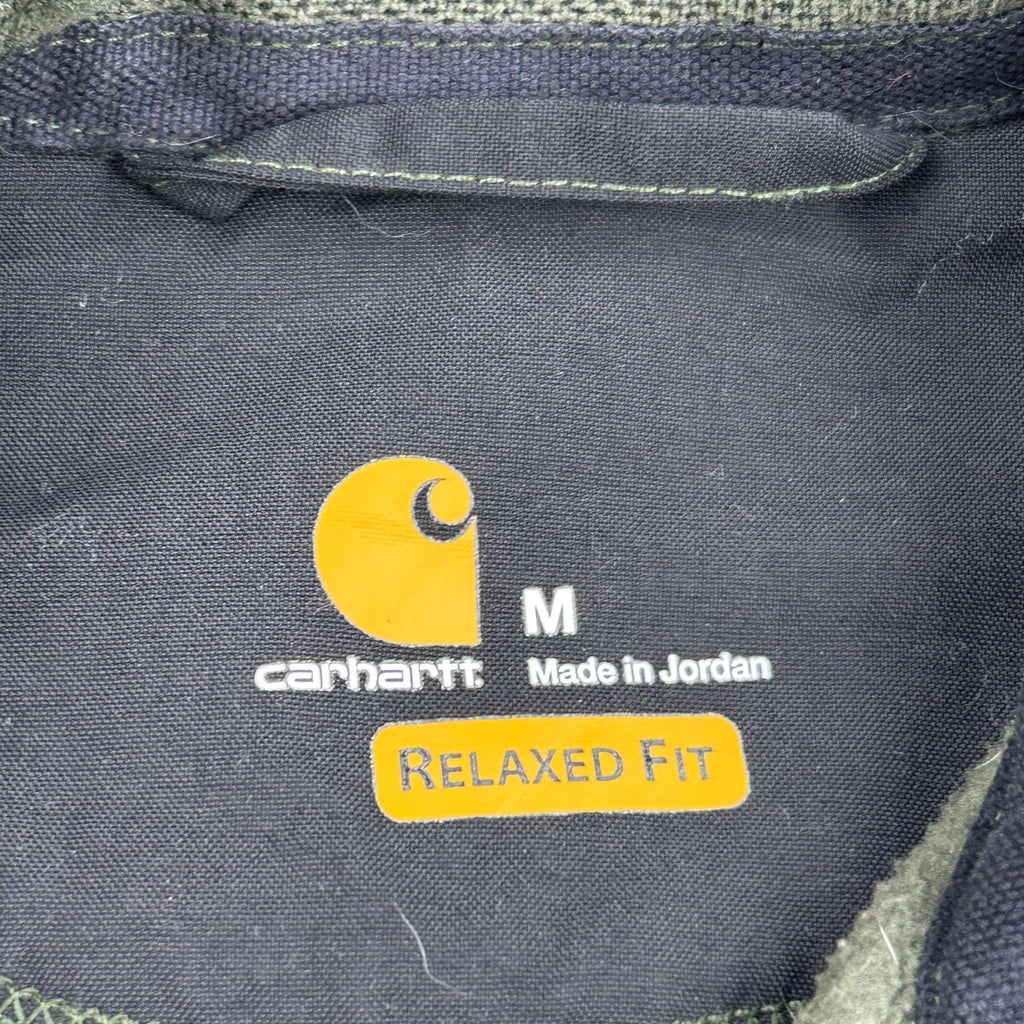 M
carhartt
Made in Jordan
RELAXED FIT